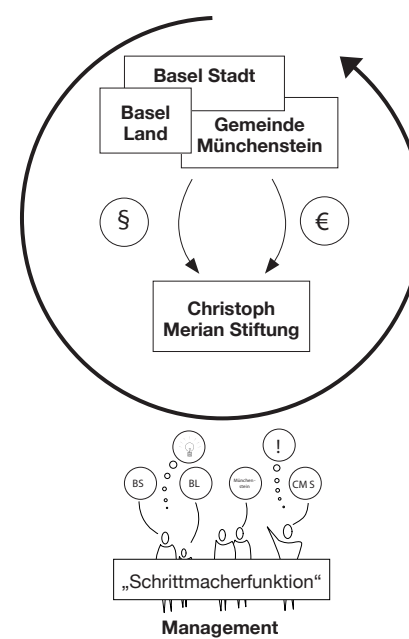 Basel Stadt
Basel
Land
Gemeinde
Münchenstein
§
€
Christoph
Merian Stiftung
!
BS
BL
München-
stein
CM S
„Schrittmacherfunktion“
Management